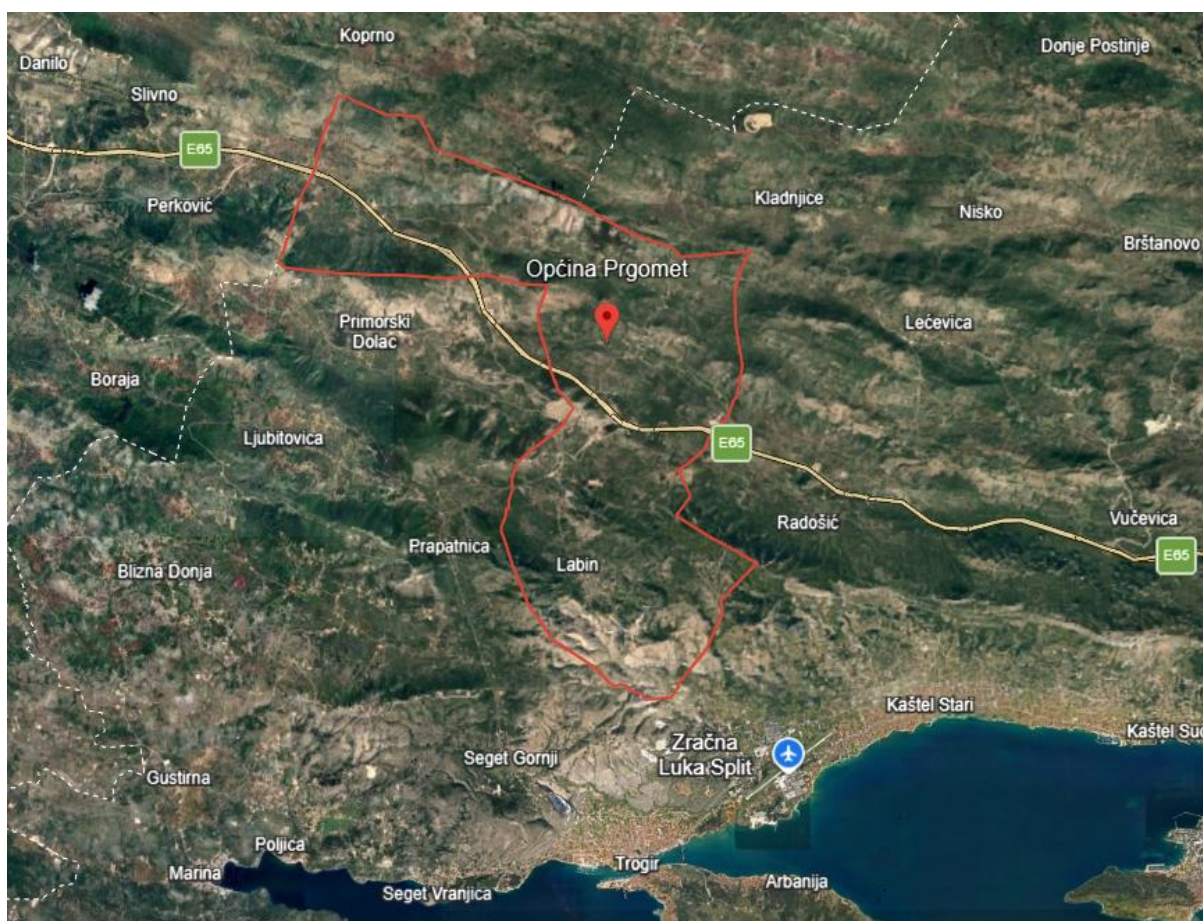 Koprno
Donje Postinje
Danilo
Slivno
E65
Perković
Kladnjice
Nisko
Brštanovo
Općina Prgomet
Primorski
Dolac
Lećevica
Boraja
Ljubitovica
E65
Vučevica
Radošić
Prapatnica
E65
Labin
Blizna Donja
Kaštel Stari
Kaštel Suć
Zračna
Luka Split
Seget Gornji
Gustirna
Poljica
Marina
Trogir
Arbanija
Seget Vranjica